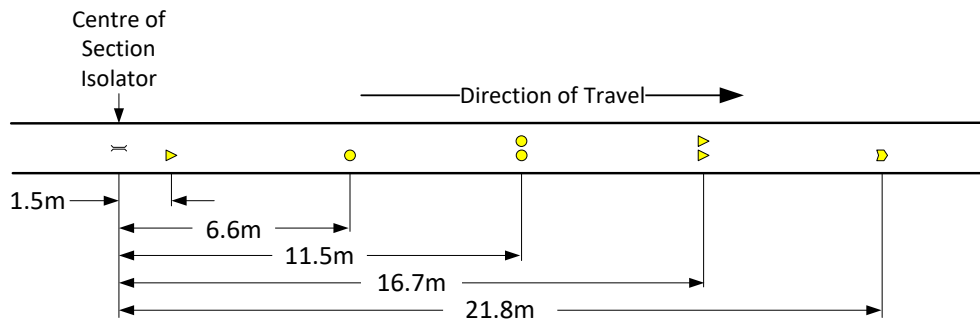 Centre of
Section
Isolator
Direction of Travel
1.5m
6.6m
11.5m
16.7m
21.8m